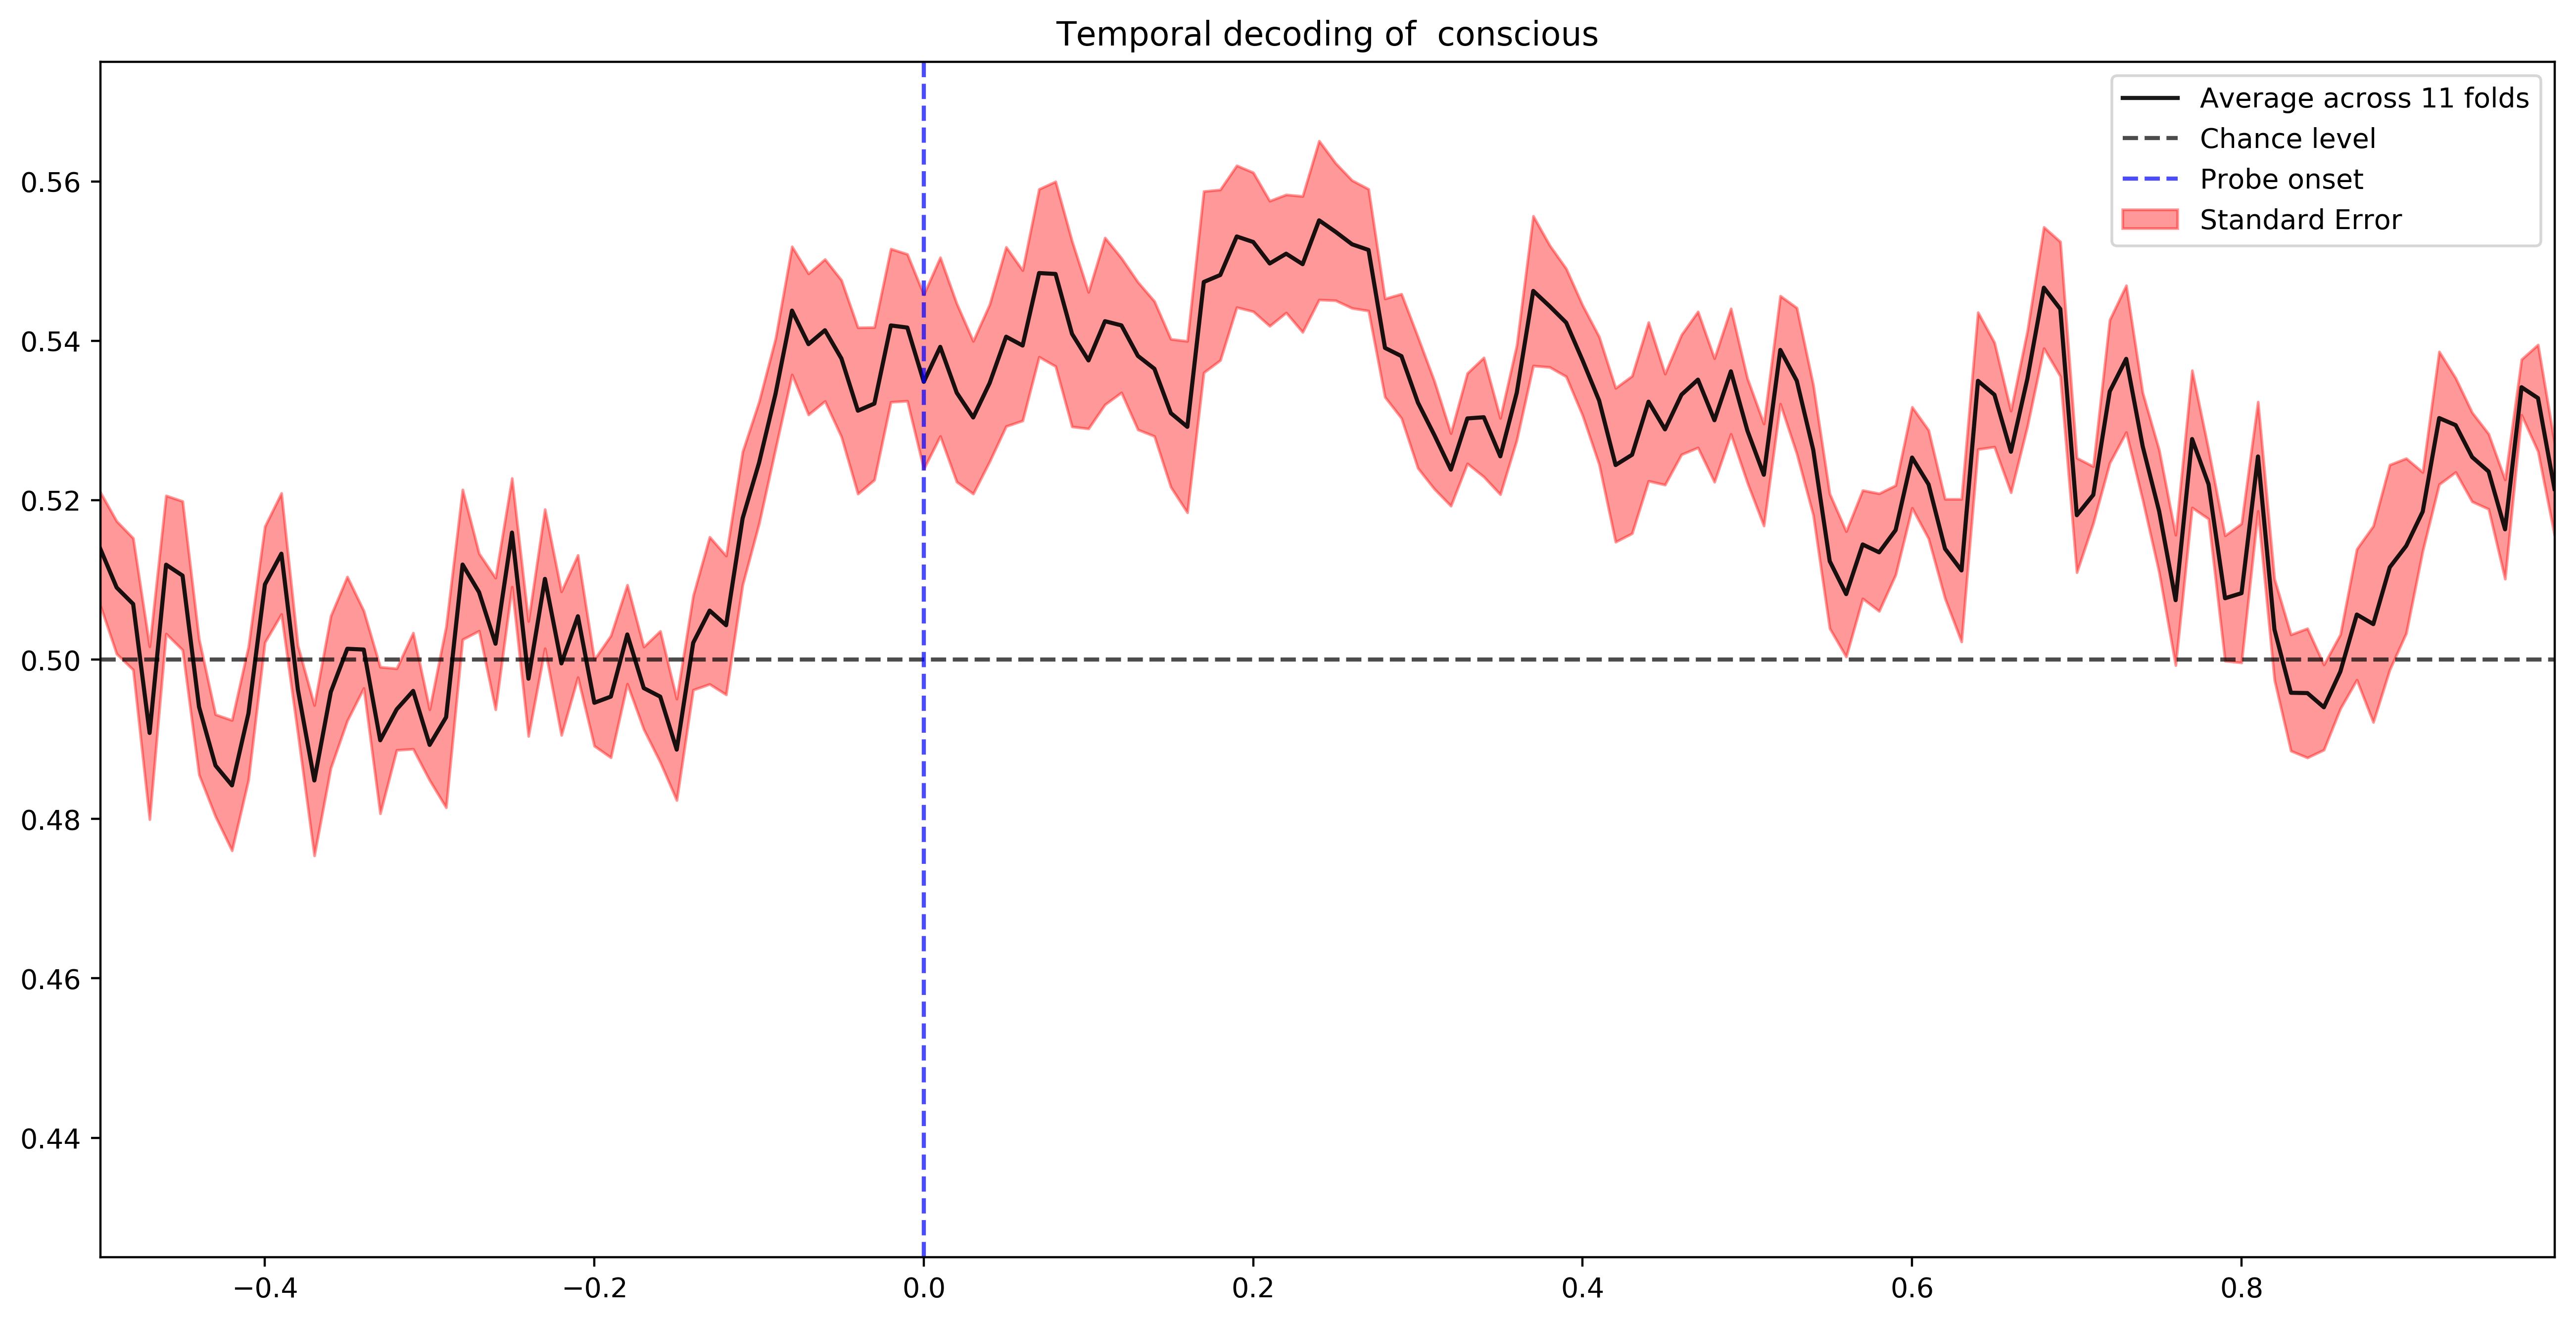 Temporal decoding of  conscious
Average across 11 folds
Chance level
Probe onset
Standard Error
0.56
0.54
0.52
0.50
0.48
0.46
0.44
−0.4
−0.2
0.0
0.2
0.4
0.6
0.8